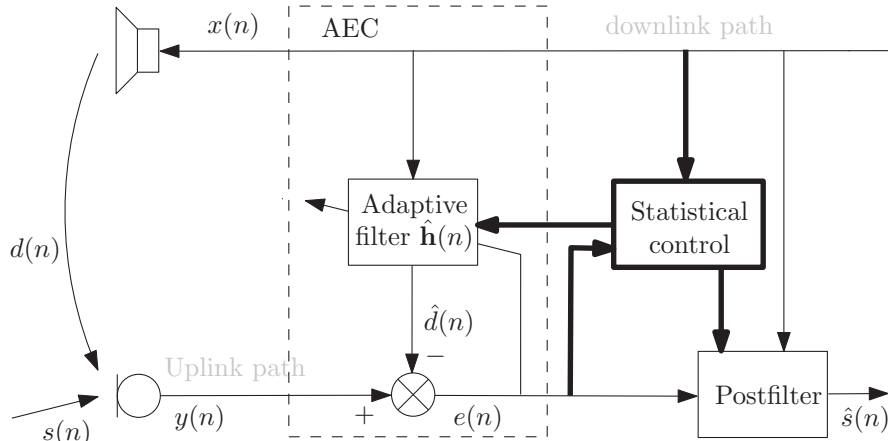 x(n)
AEC
downlink path
Adaptive
filter ĥ(n)
Statistical
control
d(n)
d̂(n)
−
Uplink path
Postfilter
s(n)
y(n)
+
e(n)
ŝ(n)